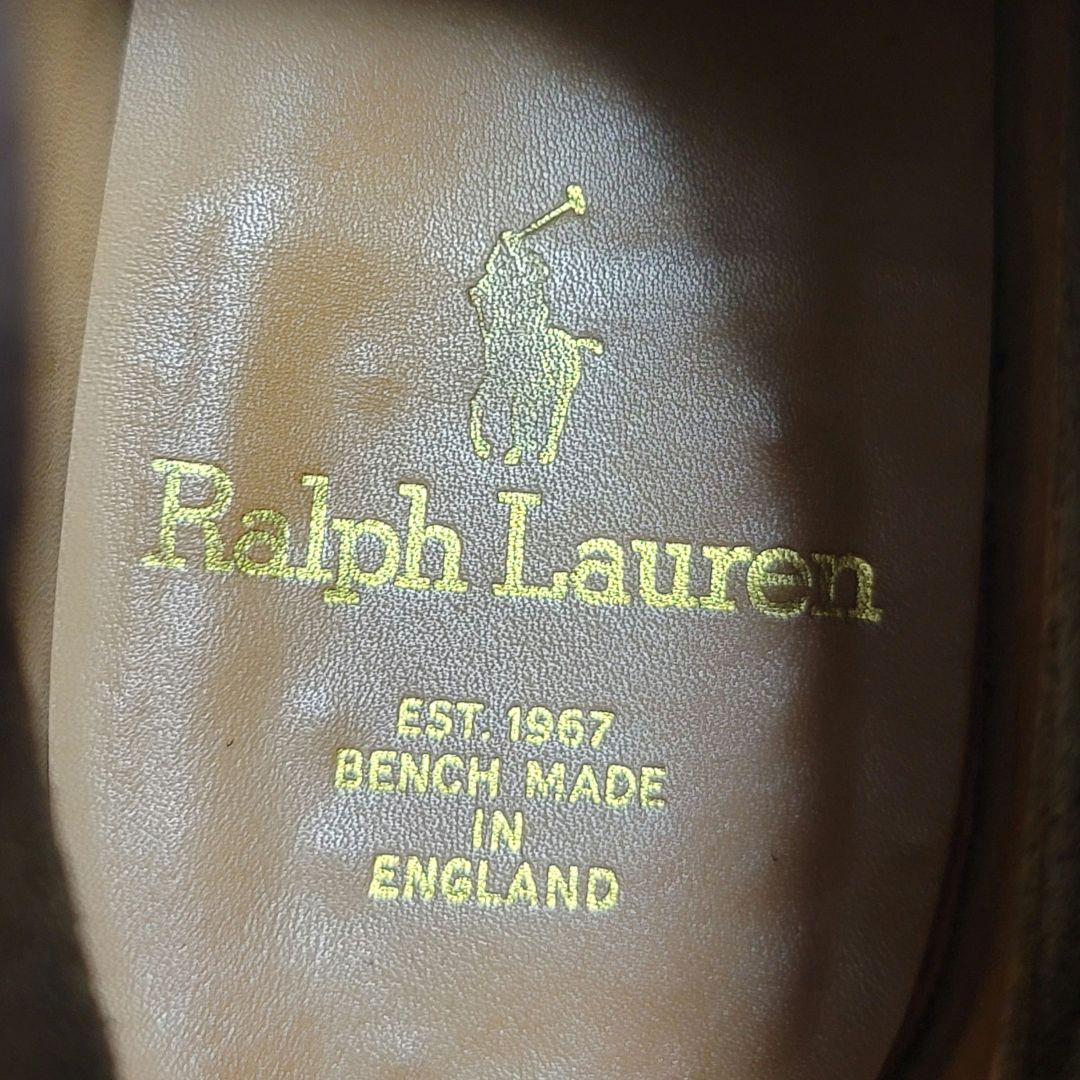 Ralph Lauren
EST. 1967
BENCH MADE
IN
ENGLAND